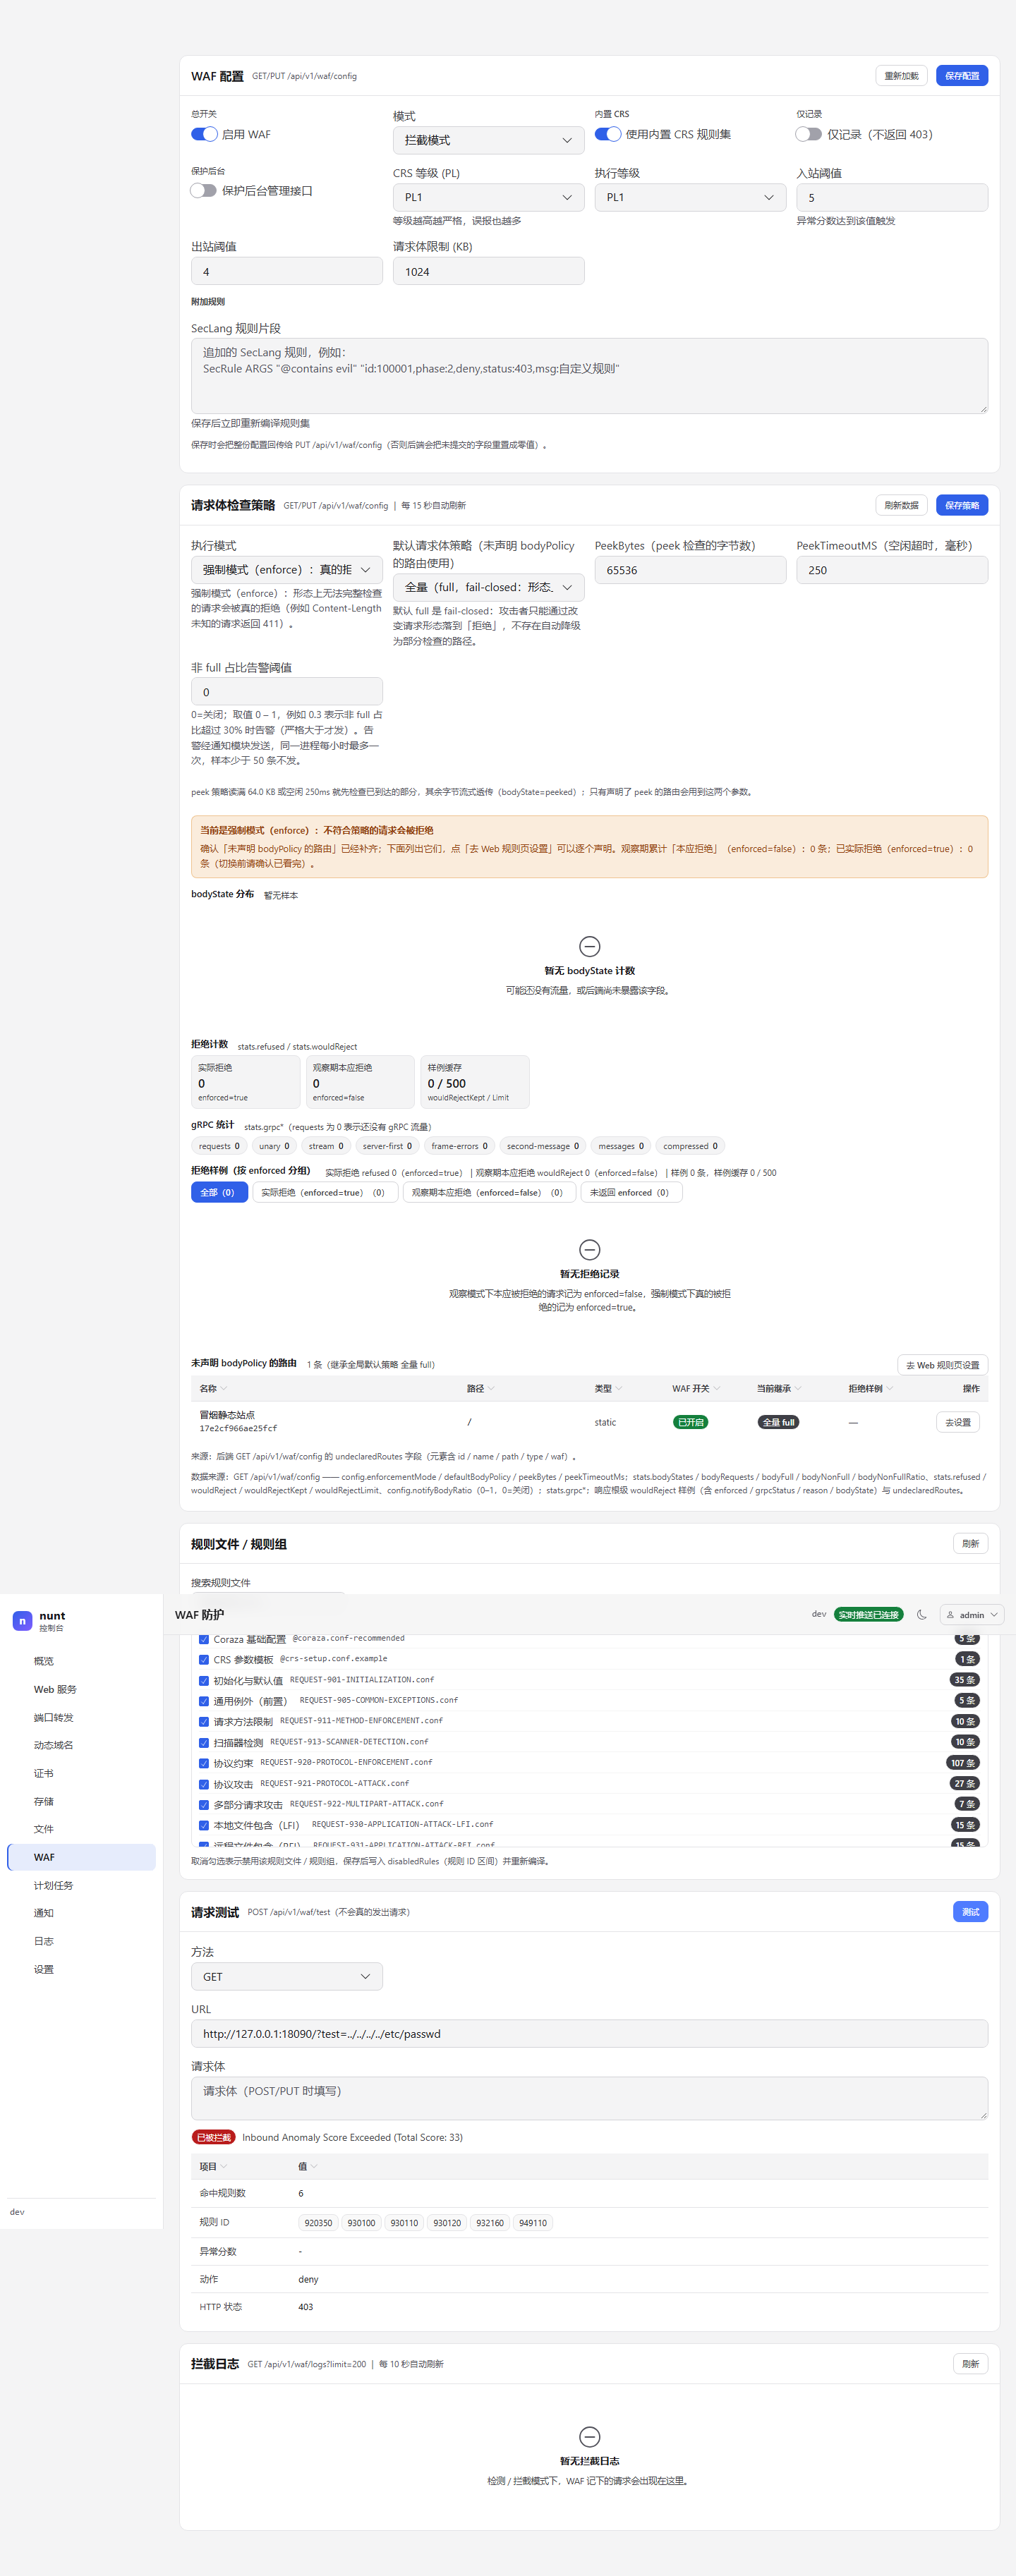 WAF 配置 GET/PUT /api/v1/waf/config 重新加载 保存配置
总开关
启用 WAF
模式
拦截模式
内置 CRS
使用内置 CRS 规则集
仅记录
仅记录（不返回 403）
保护后台
保护后台管理接口
CRS 等级 (PL)
PL1
等级越高越严格，误报也越多
执行等级
PL1
入站阈值
5
异常分数达到该值触发
出站阈值
4
请求体限制 (KB)
1024
附加规则
SecLang 规则片段
追加的 SecLang 规则，例如：
SecRule ARGS "@contains evil" "id:100001,phase:2,deny,status:403,msg:自定义规则"
保存后立即重新编译规则集
保存时会把整份配置回传给 PUT /api/v1/waf/config（否则后端会把未提交的字段重置成零值）。
请求体检查策略 GET/PUT /api/v1/waf/config | 每 15 秒自动刷新 刷新数据 保存策略
执行模式
强制模式（enforce）：真的拒
强制模式（enforce）：形态上无法完整检查
的请求会被真的拒绝（例如 Content-Length
未知的请求返回 411）。
默认请求体策略（未声明 bodyPolicy
的路由使用）
全量（full，fail-closed：形态
默认 full 是 fail-closed：攻击者只能通过改
变请求形态落到「拒绝」，不存在自动降级
为部分检查的路径。
PeekBytes（peek 检查的字节数）
65536
PeekTimeoutMS（空闲超时，毫秒）
250
非 full 占比告警阈值
0
0=关闭；取值 0 – 1，例如 0.3 表示非 full 占
比超过 30% 时告警（严格大于才发）。告
警经通知模块发送，同一进程每小时最多一
次，样本少于 50 条不发。
peek 策略读满 64.0 KB 或空闲 250ms 就先检查已到达的部分，其余字节流式透传（bodyState=peeked）；只有声明了 peek 的路由会用到这两个参数。
当前是强制模式（enforce）：不符合策略的请求会被拒绝
确认「未声明 bodyPolicy 的路由」已经补齐；下面列出它们，点「去 Web 规则页设置」可以逐个声明。观察期累计「本应拒绝」（enforced=false）：0 条；已实际拒绝（enforced=true）：0
条（切换前请确认已看完）。
bodyState 分布 暂无样本
暂无 bodyState 计数
可能还没有流量，或后端尚未暴露该字段。
拒绝计数 stats.refused / stats.wouldReject
实际拒绝
0
enforced=true
观察期本应拒绝
0
enforced=false
样例缓存
0 / 500
wouldRejectKept / Limit
gRPC 统计 stats.grpc*（requests 为 0 表示还没有 gRPC 流量）
requests 0 unary 0 stream 0 server-first 0 frame-errors 0 second-message 0 messages 0 compressed 0
拒绝样例（按 enforced 分组） 实际拒绝 refused 0（enforced=true）| 观察期本应拒绝 wouldReject 0（enforced=false）| 样例 0 条，样例缓存 0 / 500
全部（0） 实际拒绝（enforced=true）（0） 观察期本应拒绝（enforced=false）（0） 未返回 enforced（0）
暂无拒绝记录
观察模式下本应被拒绝的请求记为 enforced=false，强制模式下真的被拒
绝的记为 enforced=true。
未声明 bodyPolicy 的路由 1 条（继承全局默认策略 全量 full） 去 Web 规则页设置
名称 路径 类型 WAF 开关 当前继承 拒绝样例 操作
冒烟静态站点
17e2cf966ae25fcf
/ static 已开启 全量 full — 去设置
来源：后端 GET /api/v1/waf/config 的 undeclaredRoutes 字段（元素含 id / name / path / type / waf）。
数据来源：GET /api/v1/waf/config —— config.enforcementMode / defaultBodyPolicy / peekBytes / peekTimeoutMs；stats.bodyStates / bodyRequests / bodyFull / bodyNonFull / bodyNonFullRatio、stats.refused /
wouldReject / wouldRejectKept / wouldRejectLimit、config.notifyBodyRatio（0–1，0=关闭）；stats.grpc*；响应根级 wouldReject 样例（含 enforced / grpcStatus / reason / bodyState）与 undeclaredRoutes。
规则文件 / 规则组 刷新
搜索规则文件
n nunt
控制台
WAF 防护 dev 实时推送已连接 admin
概览
Web 服务
端口转发
动态域名
证书
存储
文件
WAF
计划任务
通知
日志
设置
dev
Coraza 基础配置 @coraza.conf-recommended 5 条
CRS 参数模板 @crs-setup.conf.example 1 条
初始化与默认值 REQUEST-901-INITIALIZATION.conf 35 条
通用例外（前置） REQUEST-905-COMMON-EXCEPTIONS.conf 5 条
请求方法限制 REQUEST-911-METHOD-ENFORCEMENT.conf 10 条
扫描器检测 REQUEST-913-SCANNER-DETECTION.conf 10 条
协议约束 REQUEST-920-PROTOCOL-ENFORCEMENT.conf 107 条
协议攻击 REQUEST-921-PROTOCOL-ATTACK.conf 27 条
多部分请求攻击 REQUEST-922-MULTIPART-ATTACK.conf 7 条
本地文件包含（LFI） REQUEST-930-APPLICATION-ATTACK-LFI.conf 15 条
远程文件包含（RFI） REQUEST-931-APPLICATION-ATTACK-RFI.conf 15 条
取消勾选表示禁用该规则文件 / 规则组，保存后写入 disabledRules（规则 ID 区间）并重新编译。
请求测试 POST /api/v1/waf/test（不会真的发出请求） 测试
方法
GET
URL
http://127.0.0.1:18090/?test=../../../../etc/passwd
请求体
请求体（POST/PUT 时填写）
已被拦截 Inbound Anomaly Score Exceeded (Total Score: 33)
项目 值
命中规则数 6
规则 ID 920350 930100 930110 930120 932160 949110
异常分数 -
动作 deny
HTTP 状态 403
拦截日志 GET /api/v1/waf/logs?limit=200 | 每 10 秒自动刷新 刷新
暂无拦截日志
检测 / 拦截模式下，WAF 记下的请求会出现在这里。